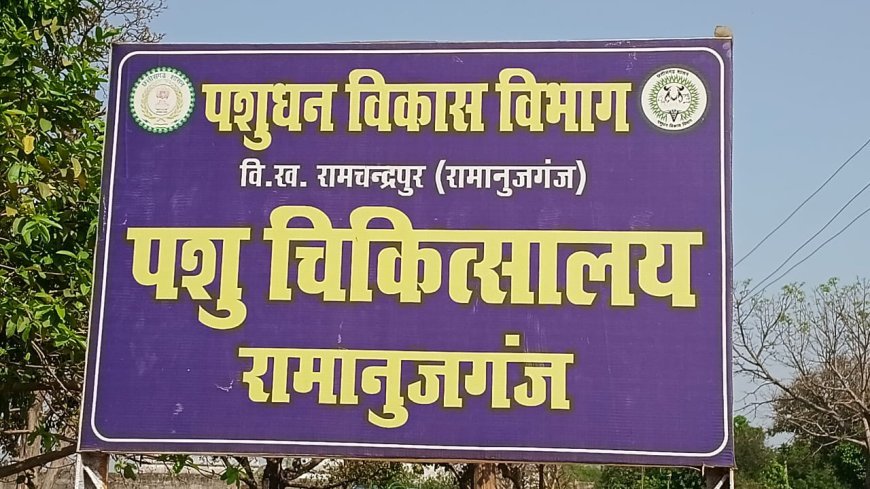 पशुधन विकास विभाग
वि.ख. रामचन्द्रपुर (रामानुजगंज)
पशु चिकित्सालय
रामानुजगंज